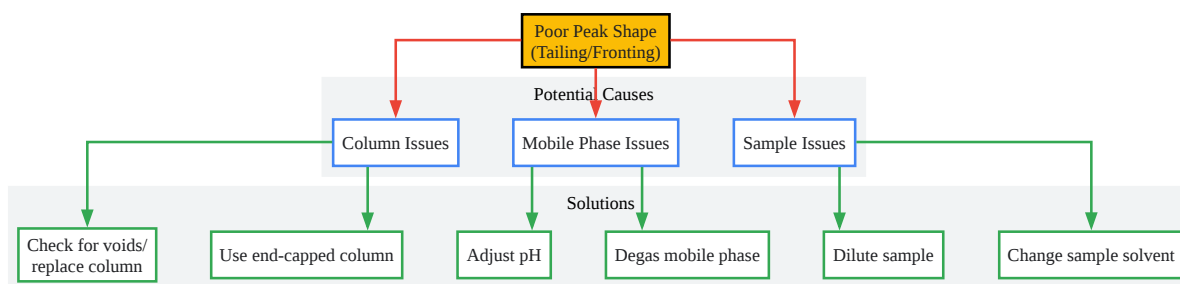 Poor Peak Shape
(Tailing/Fronting)
Potential Causes
Column Issues
Mobile Phase Issues
Sample Issues
Solutions
Check for voids/
replace column
Use end-capped column
Adjust pH
Degas mobile phase
Dilute sample
Change sample solvent